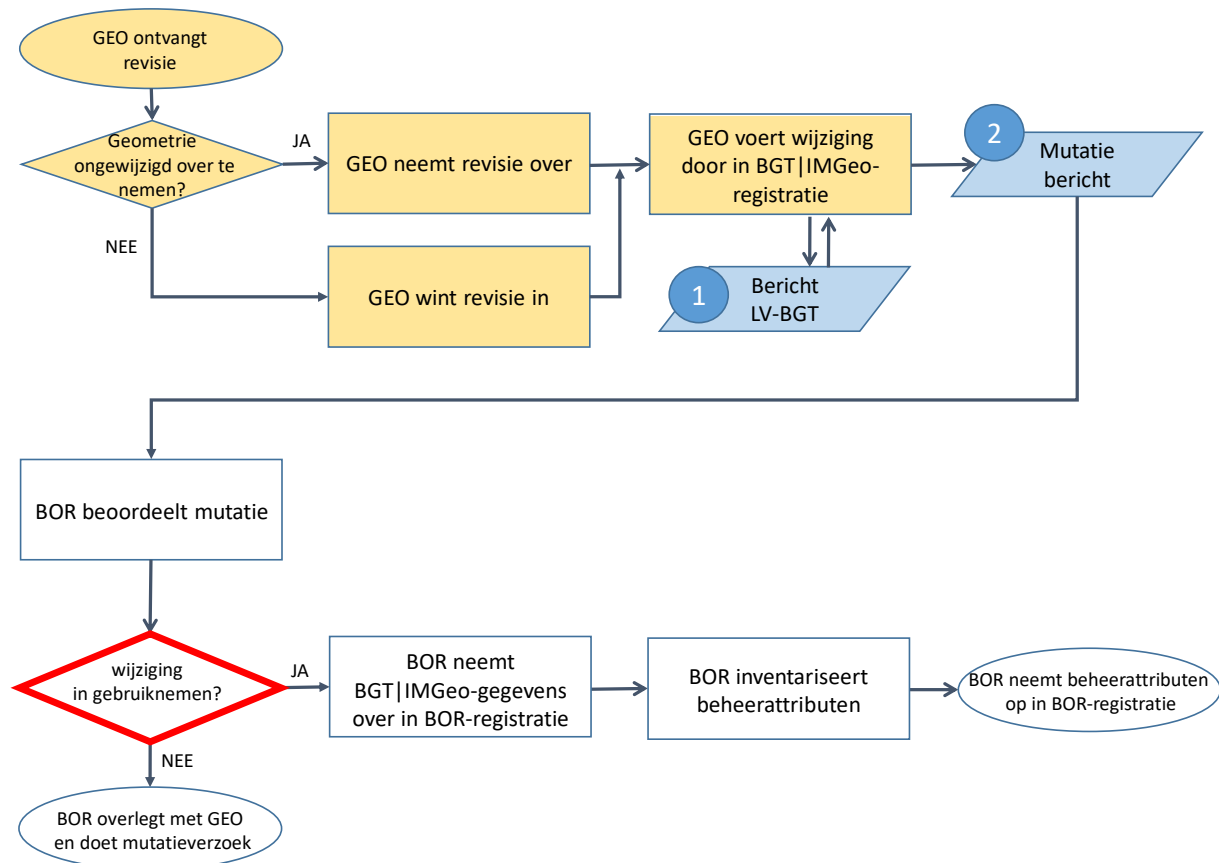 GEO ontvangt
revisie
Geometrie
ongewijzigd over te
nemen?
JA
NEE
GEO neemt revisie over
GEO wint revisie in
GEO voert wijziging
door in BGT|IMGeo-
registratie
2
Mutatie
bericht
1
Bericht
LV-BGT
BOR beoordeelt mutatie
wijziging
in gebruiknemen?
JA
NEE
BOR neemt
BGT|IMGeo-gegevens
over in BOR-registratie
BOR inventariseert
beheerattributen
BOR neemt beheerattributen
op in BOR-registratie
BOR overlegt met GEO
en doet mutatieverzoek